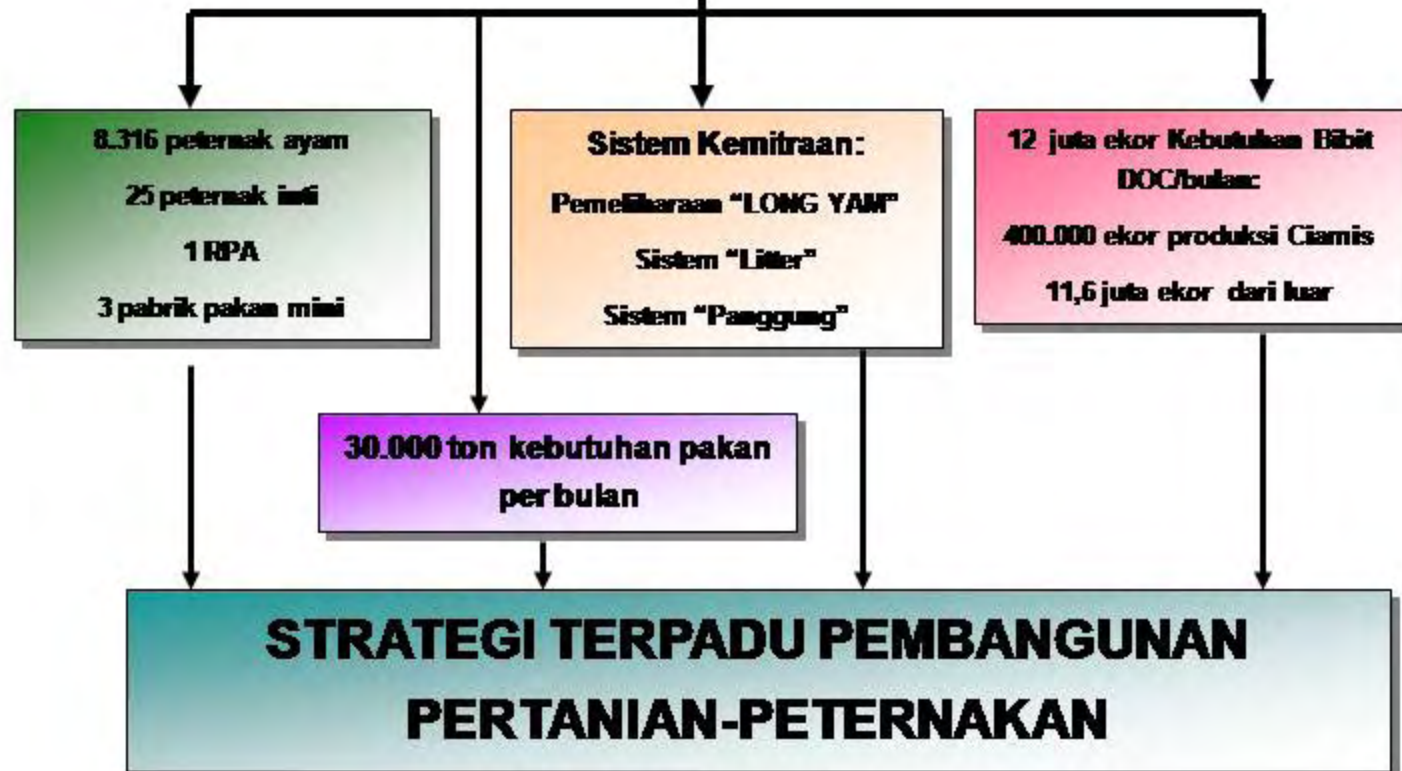 8.316 peternak ayam
25 peternak inti
1 RPA
3 pabrik pakan mini
Sistem Kemitraan:
Pemeliharaan "LONG YAM"
Sistem "Litter"
Sistem "Panggung"
12 juta ekor Kebutuhan Bibit
DOC/bulan:
400.000 ekor produksi Ciamis
11,6 juta ekor dari luar
30.000 ton kebutuhan pakan
per bulan
STRATEGI TERPADU PEMBANGUNAN
PERTANIAN-PETERNAKAN